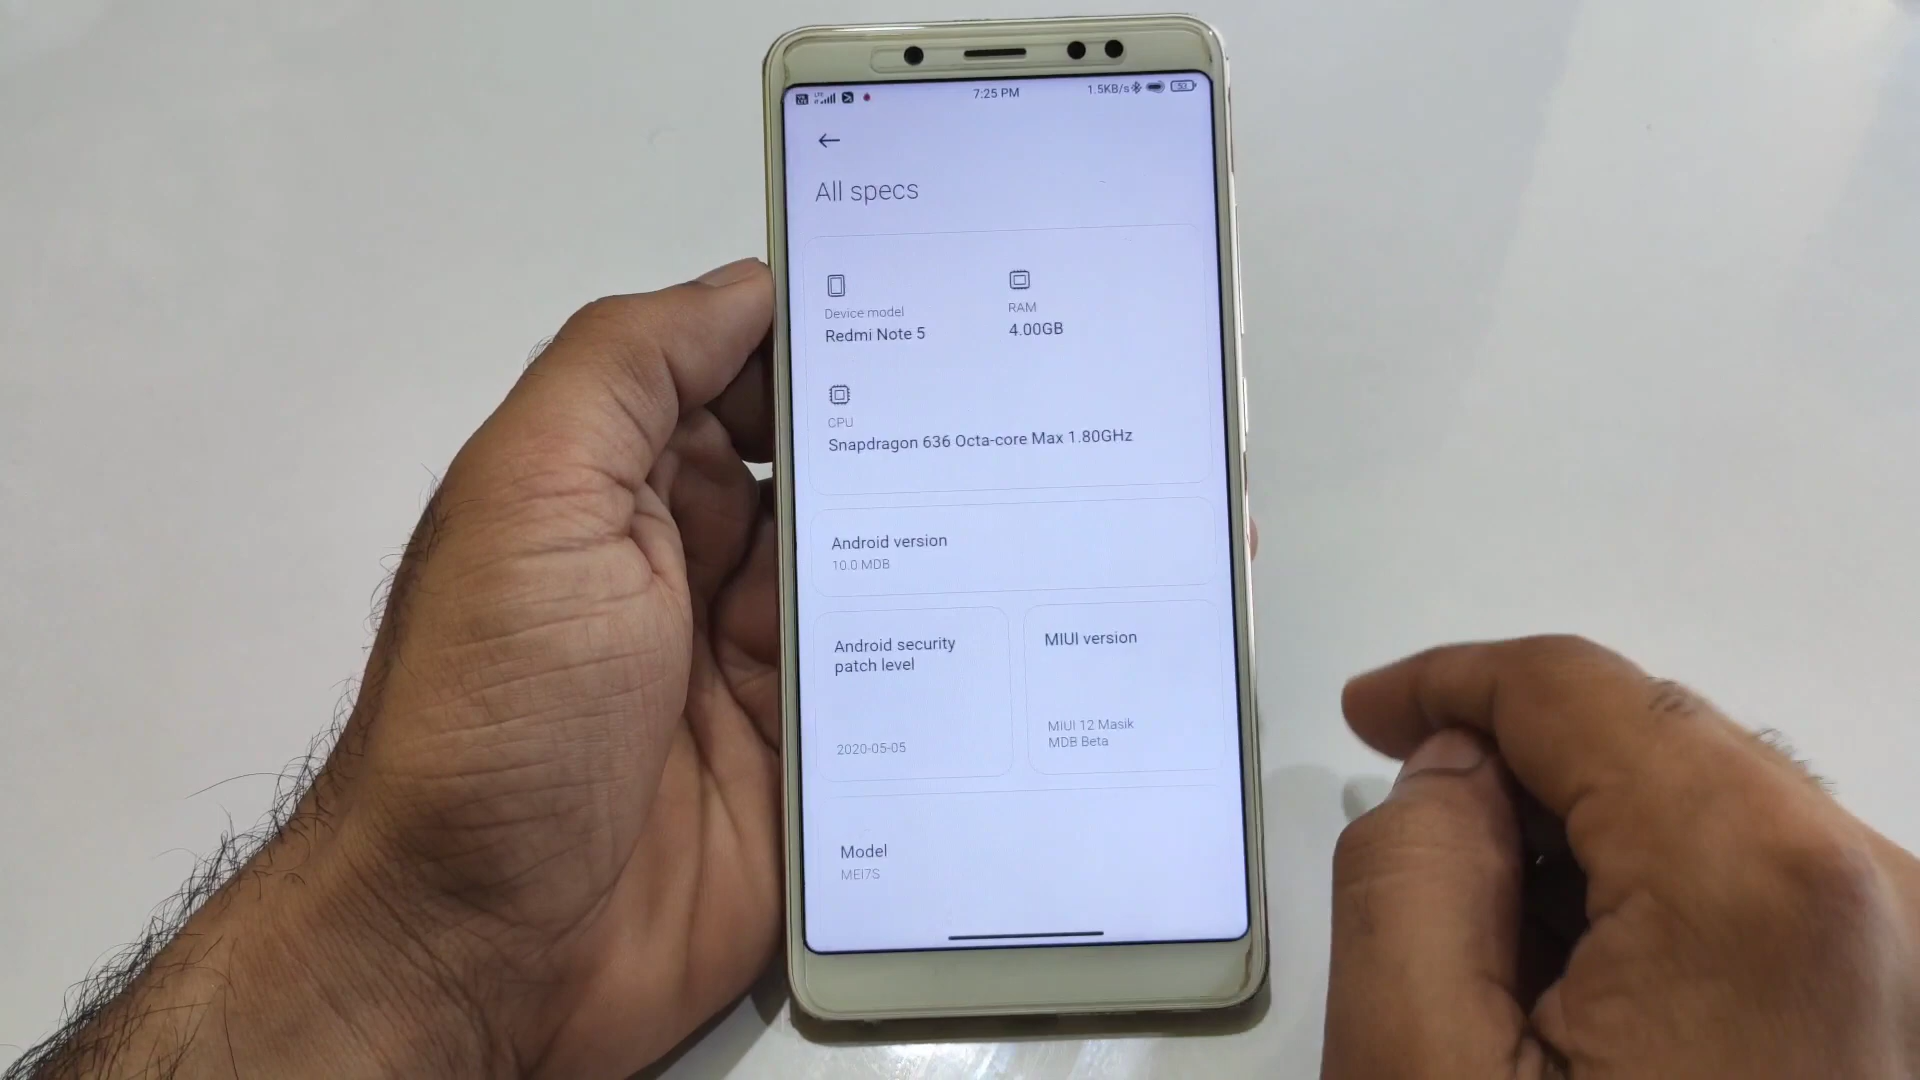 7:25 PM
1.5KB/s
53
All specs
Device model
Redmi Note 5
RAM
4.00GB
CPU
Snapdragon 636 Octa-core Max 1.80GHz
Android version
10.0 MDB
Android security
patch level
2020-05-05
MIUI version
MIUI 12 Masik
MDB Beta
Model
MEI7S